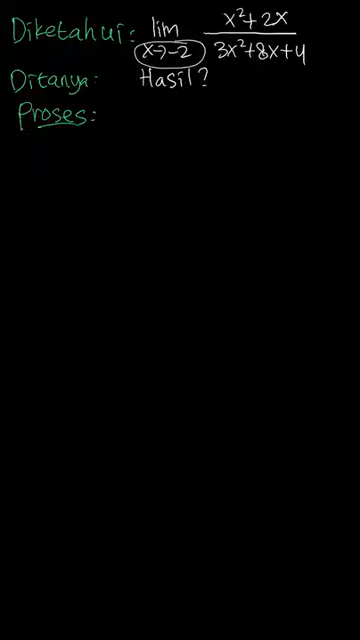 Diketahui: lim x²+2x
x→-2 3x²+8x+4
Ditanya: Hasil?
Proses: